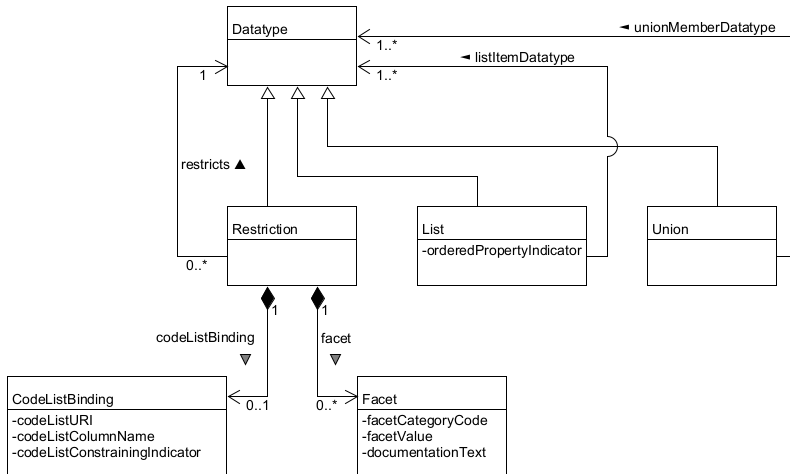 Datatype
◄ unionMemberDatatype
1..*
◄ listItemDatatype
1
1..*
restricts ▲
Restriction
List
Union
-orderedPropertyIndicator
0..*
1
1
codeListBinding
facet
CodeListBinding
0..1
0..*
Facet
-codeListURI
-codeListColumnName
-codeListConstrainingIndicator
-facetCategoryCode
-facetValue
-documentationText